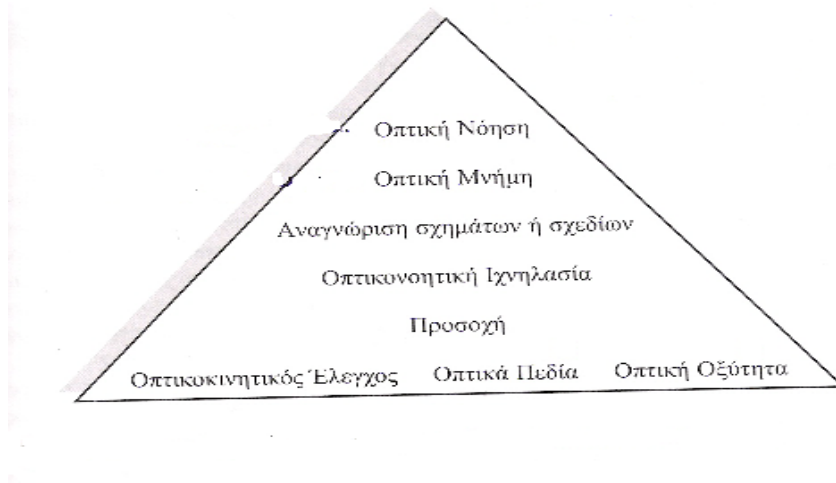 Οπτική Νόηση
Οπτική Μνήμη
Αναγνώριση σχημάτων ή σχεδίων
Οπτικονοητική Ιχνηλασία
Προσοχή
Οπτικοκινητικός Έλεγχος Οπτικά Πεδία Οπτική Οξύτητα